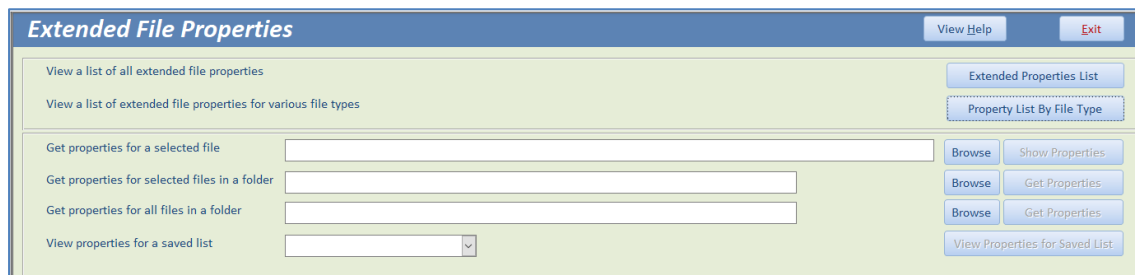 Extended File Properties View Help Exit
View a list of all extended file properties Extended Properties List
View a list of extended file properties for various file types Property List By File Type
Get properties for a selected file Browse Show Properties
Get properties for selected files in a folder Browse Get Properties
Get properties for all files in a folder Browse Get Properties
View properties for a saved list View Properties for Saved List